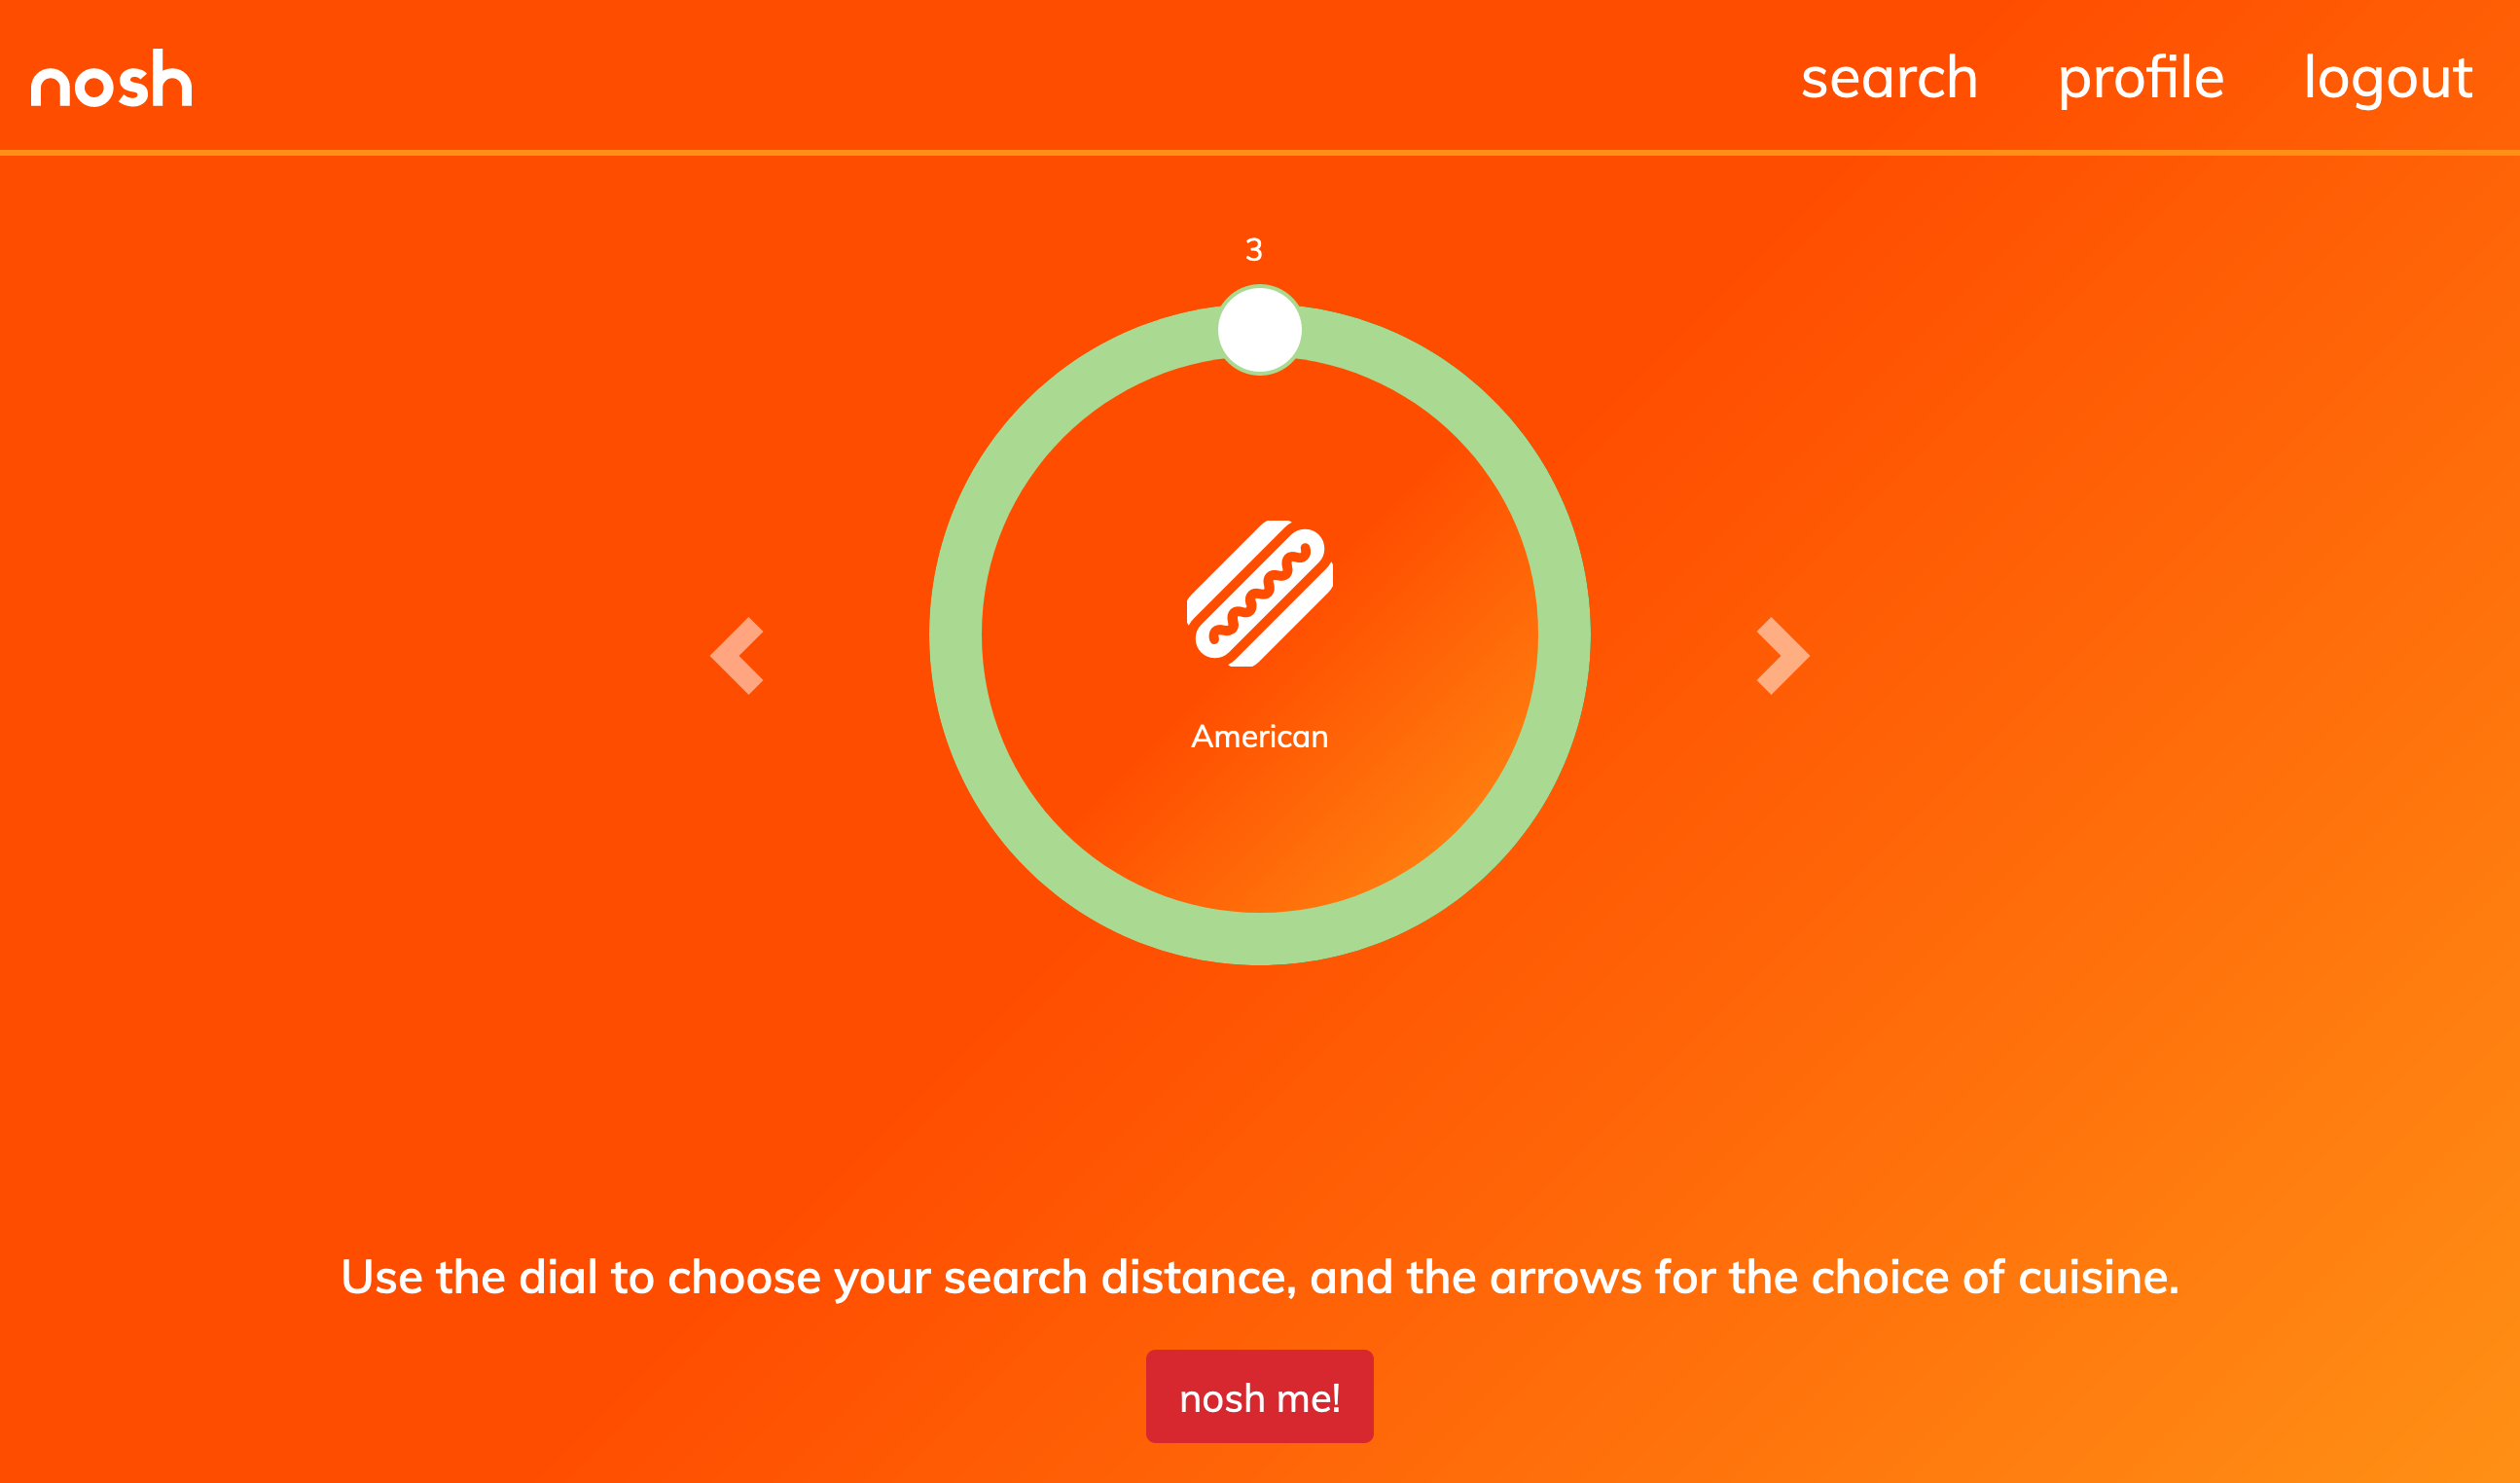 nosh
search profile logout
3
American
Use the dial to choose your search distance, and the arrows for the choice of cuisine.
nosh me!